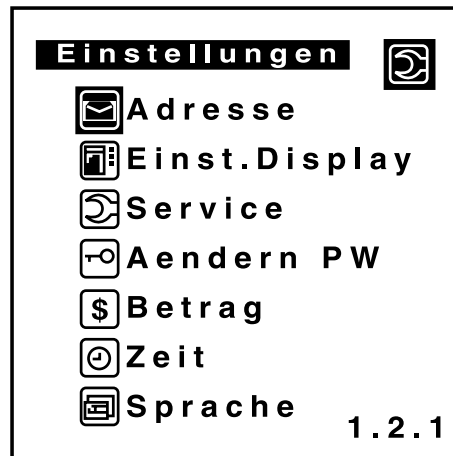 Einstellungen
Adresse
Einst.Display
Service
Aendern PW
$ Betrag
Zeit
Sprache
1.2.1